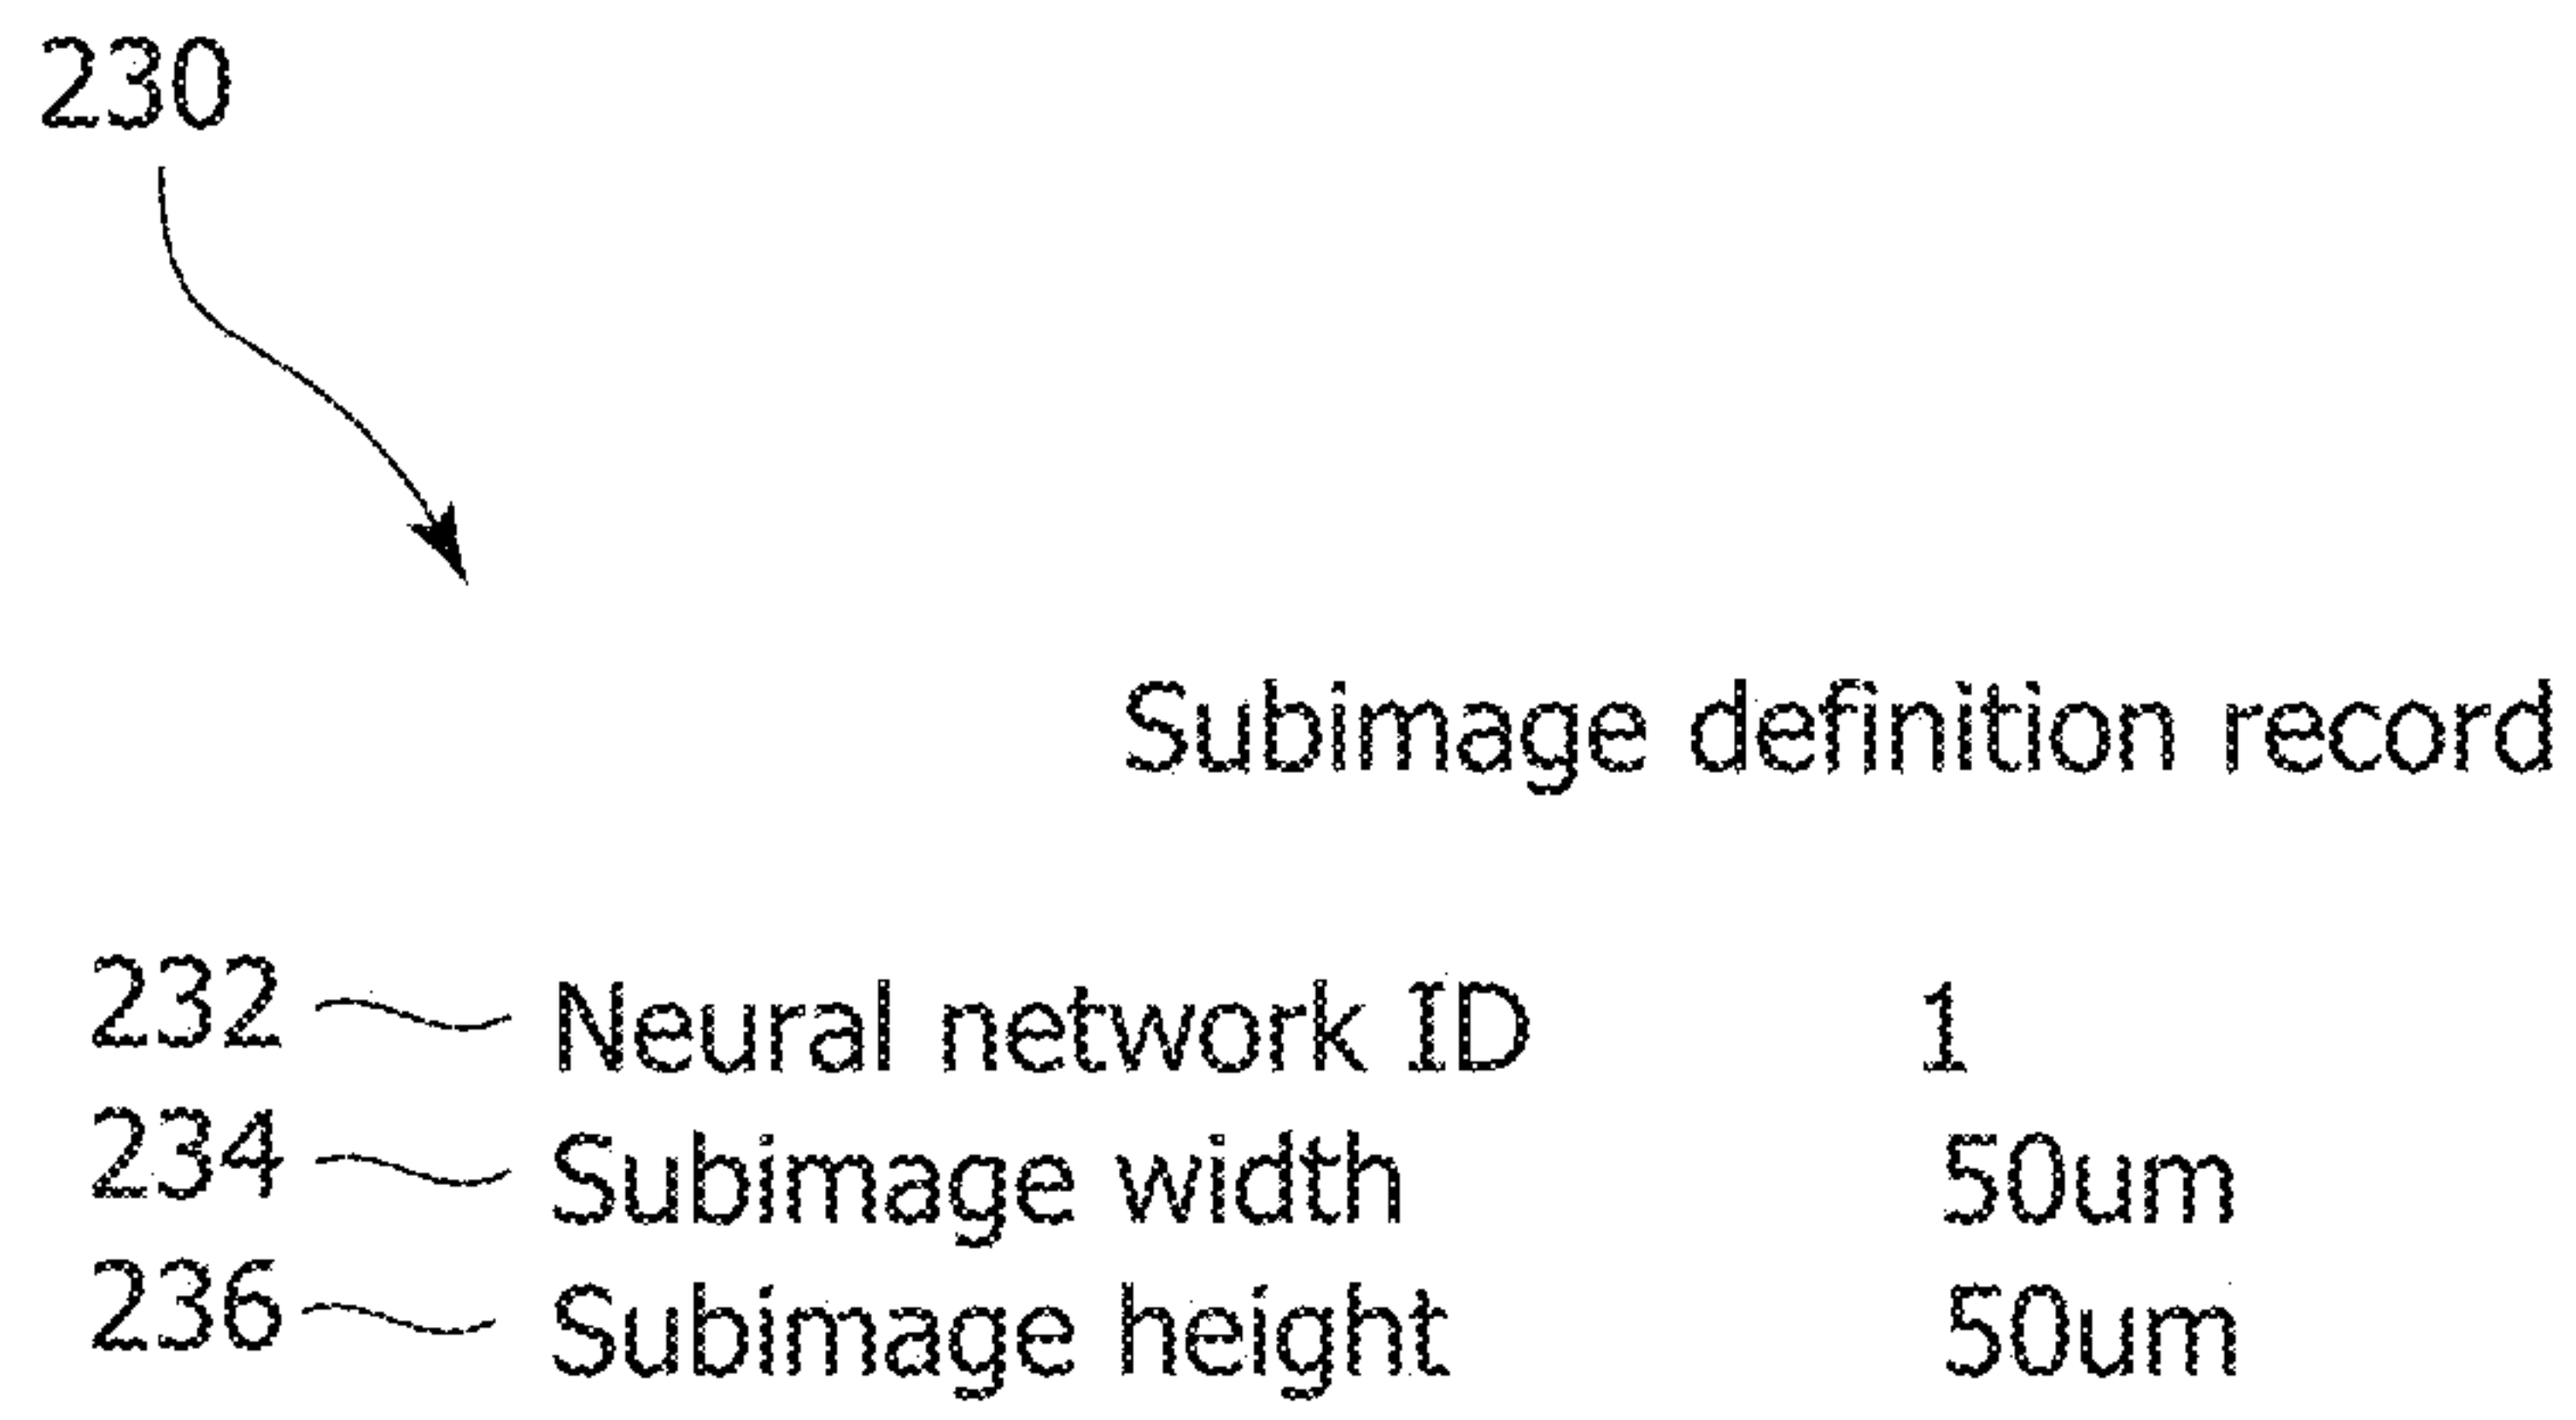 230
Subimage definition record
232 Neural network ID 1
234 Subimage width 50um
236 Subimage height 50um